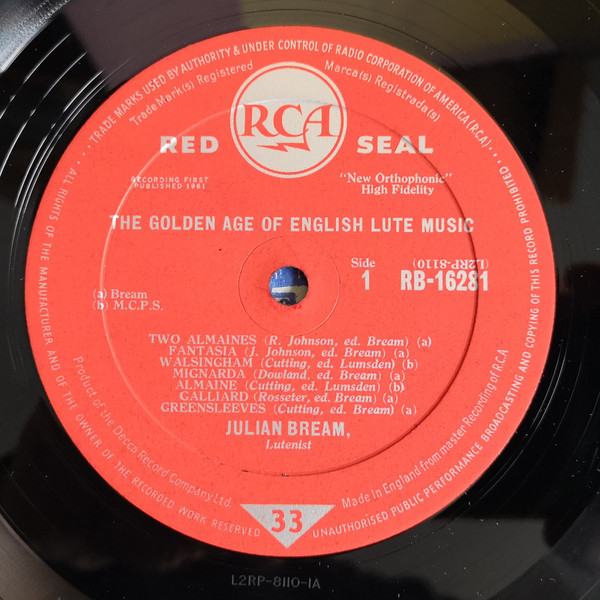 TRADE MARKS USED BY AUTHORITY & UNDER CONTROL OF RADIO CORPORATION OF AMERICA (RCA)....
Trade Mark(s) Registered
Marca(s) Registrada(s)
RCA
RED SEAL
RECORDING FIRST
PUBLISHED 1961
"New Orthophonic"
High Fidelity
THE GOLDEN AGE OF ENGLISH LUTE MUSIC
Side
1
(L2RP-8110)
RB-16281
(a) Bream
(b) M.C.P.S.
TWO ALMAINES (R. Johnson, ed. Bream) (a)
FANTASIA (J. Johnson, ed. Bream) (a)
WALSINGHAM (Cutting, ed. Lumsden) (b)
MIGNARDA (Dowland, ed. Bream) (a)
ALMAINE (Cutting, ed. Lumsden) (b)
GALLIARD (Rosseter, ed. Bream) (a)
GREENSLEEVES (Cutting, ed. Bream) (a)
JULIAN BREAM,
Lutenist
Product of the Decca Record Company Ltd.
Made in England from master Recording of RCA
33
ALL RIGHTS OF THE MANUFACTURER AND OF THE OWNER OF THE RECORDED WORK RESERVED
UNAUTHORISED PUBLIC PERFORMANCE BROADCASTING AND COPYING OF THIS RECORD PROHIBITED
L2RP-8110-1A